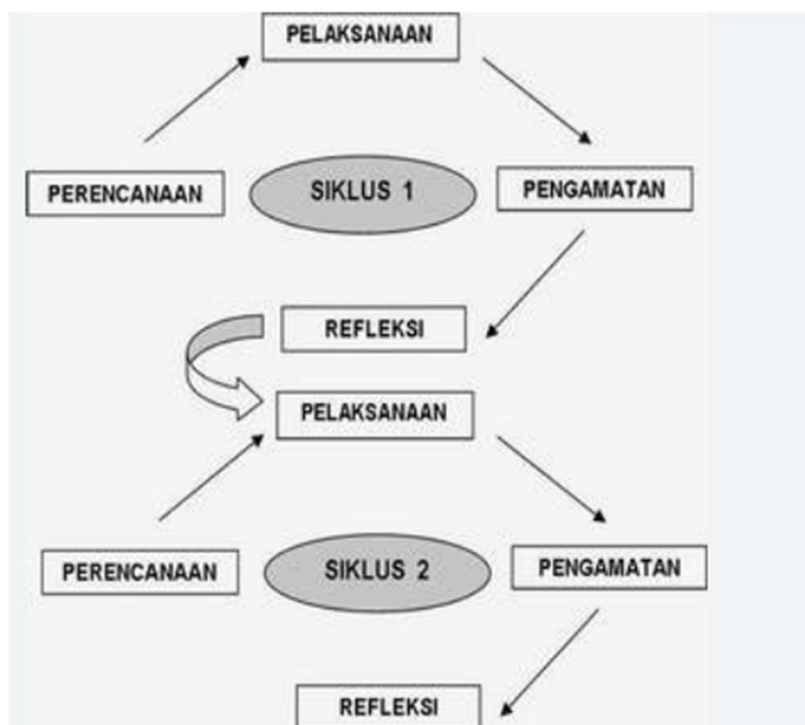 PELAKSANAAN
PERENCANAAN
SIKLUS 1
PENGAMATAN
REFLEKSI
PELAKSANAAN
PERENCANAAN
SIKLUS 2
PENGAMATAN
REFLEKSI